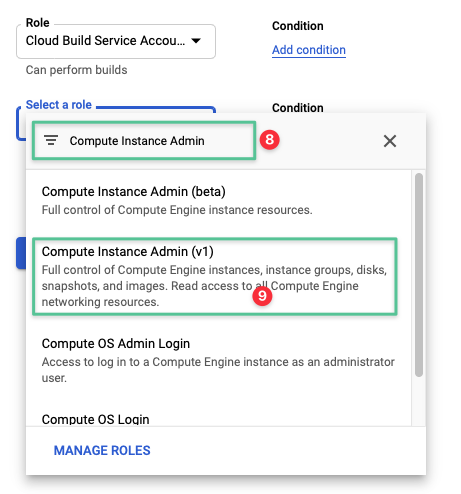 Role
Condition
Cloud Build Service Accou...
Add condition
Can perform builds
Select a role
Condition
Compute Instance Admin
8
Compute Instance Admin (beta)
Full control of Compute Engine instance resources.
Compute Instance Admin (v1)
Full control of Compute Engine instances, instance groups, disks,
snapshots, and images. Read access to all Compute Engine
networking resources.
9
Compute OS Admin Login
Access to log in to a Compute Engine instance as an administrator
user.
Compute OS Login
MANAGE ROLES